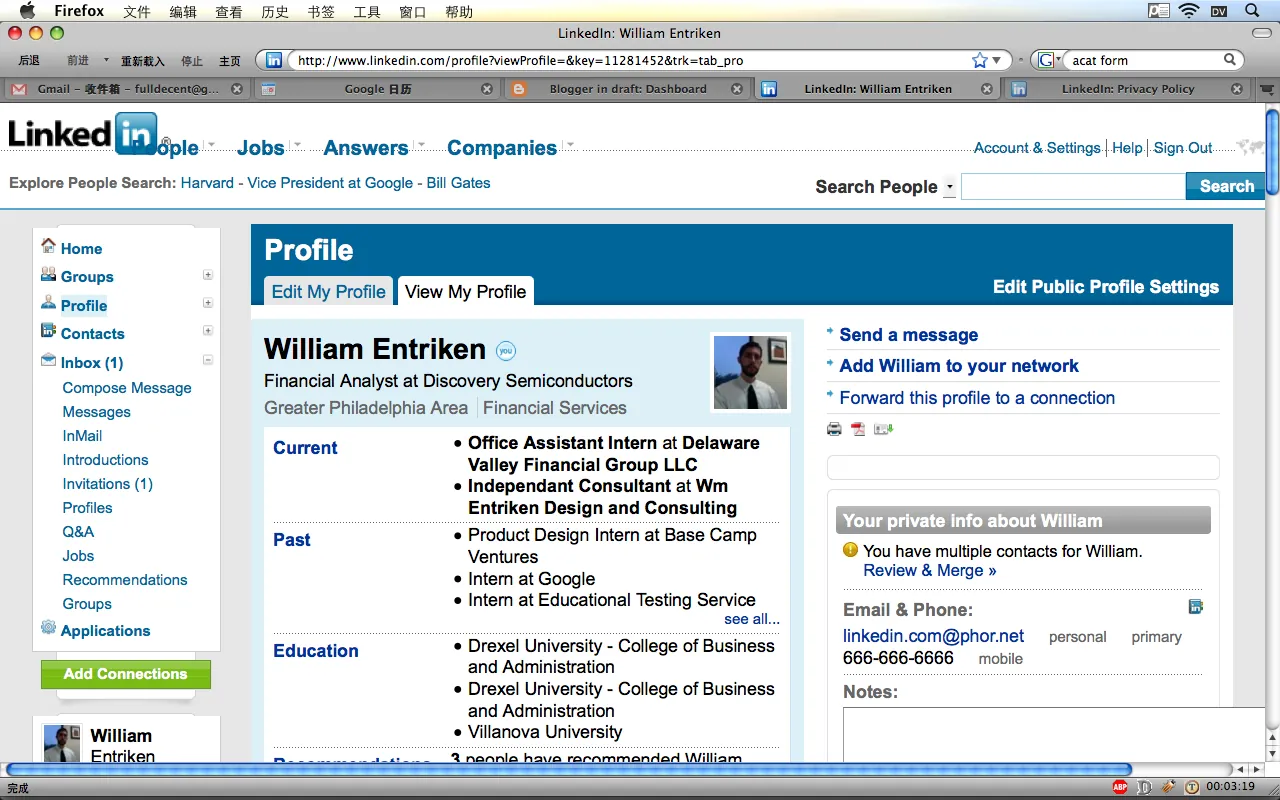 Firefox 文件 编辑 查看 历史 书签 工具 窗口 帮助 DV
LinkedIn: William Entriken
后退 前进 重新载入 停止 主页 http://www.linkedin.com/profile?viewProfile=&key=11281452&trk=tab_pro acat form
Gmail – 收件箱 – fulldecent@g... Google 日历 Blogger in draft: Dashboard LinkedIn: William Entriken LinkedIn: Privacy Policy
Linked in® People Jobs Answers Companies Account & Settings Help Sign Out
Explore People Search: Harvard - Vice President at Google - Bill Gates Search People Search
Home
Groups
Profile
Contacts
Inbox (1)
Compose Message
Messages
InMail
Introductions
Invitations (1)
Profiles
Q&A
Jobs
Recommendations
Groups
Applications
Add Connections
William
Entriken
Profile
Edit My Profile View My Profile Edit Public Profile Settings
William Entriken you
Financial Analyst at Discovery Semiconductors
Greater Philadelphia Area Financial Services
Current
• Office Assistant Intern at Delaware
Valley Financial Group LLC
• Independant Consultant at Wm
Entriken Design and Consulting
Past
• Product Design Intern at Base Camp
Ventures
• Intern at Google
• Intern at Educational Testing Service
see all...
Education
• Drexel University - College of Business
and Administration
• Drexel University - College of Business
and Administration
• Villanova University
Recommendations 3 people have recommended William
Send a message
Add William to your network
Forward this profile to a connection
Your private info about William
You have multiple contacts for William.
Review & Merge »
Email & Phone:
linkedin.com@phor.net personal primary
666-666-6666 mobile
Notes:
完成 ABP 00:03:19